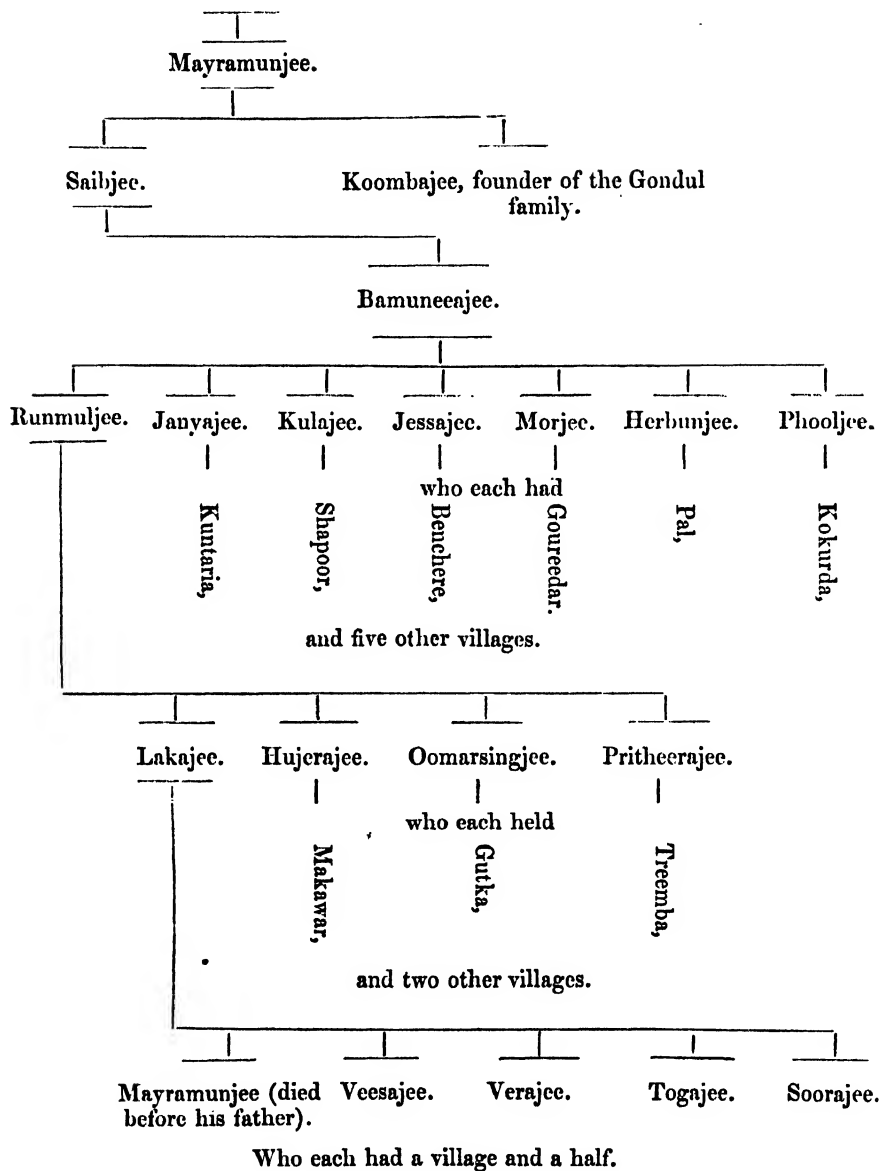 Mayramunjee.
Saibjee. Koombajee, founder of the Gondul
family.
Bamuneenjee.
Runmuljee. Janyajee. Kulajee. Jessajee. Morjee. Herbunjee. Phooljee.
who each had
Kuntaria, Shapoor, Benchere, Goureedar. Pal, Kokurda,
and five other villages.
Lakajee. Hujerajee. Oomarsingjee. Pritheerajee.
who each held
Makawar, Gutka, Treemba,
and two other villages.
Mayramunjee (died Veesajee. Verajee. Togajee. Soorajee.
before his father).
Who each had a village and a half.